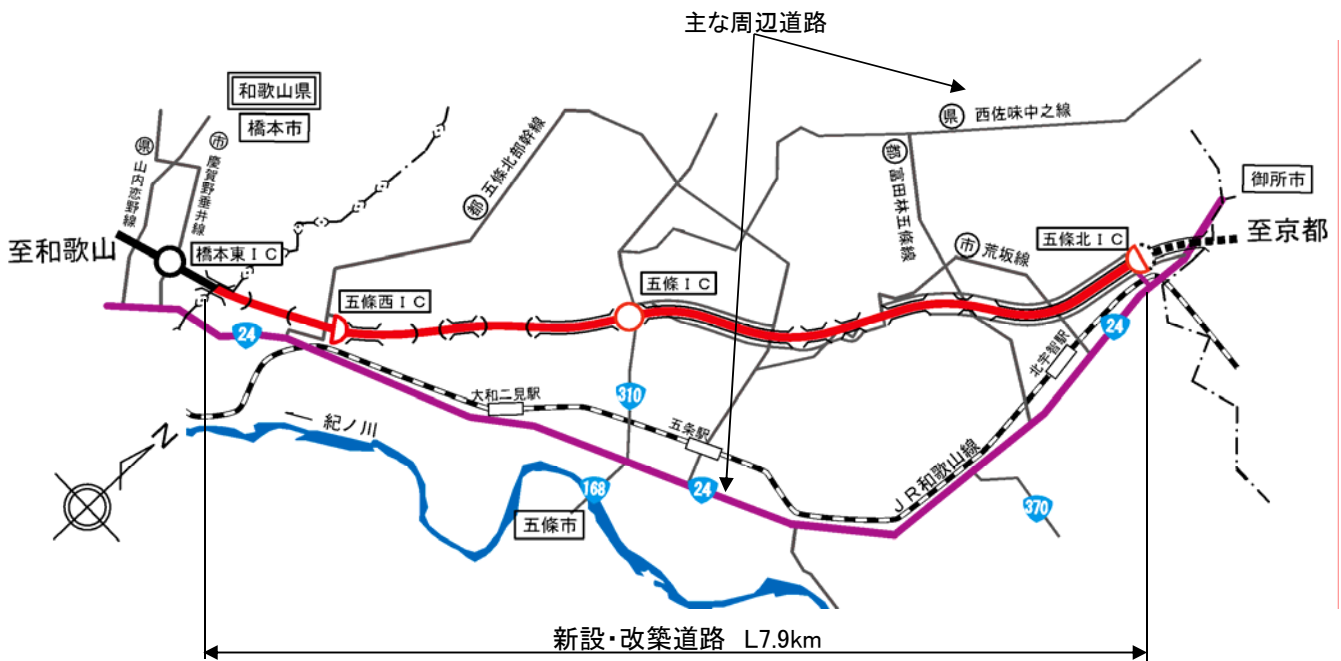 主な周辺道路
和歌山県
橋本市
県 山内恋野線
市 慶賀野垂井線
都 五條北部幹線
県 西佐味中之線
都 富田林五條線
御所市
至和歌山
橋本東IC
五條西IC
五條IC
市 荒坂線
五條北IC
至京都
24
24
北宇智駅
大和二見駅
310
五条駅
紀ノ川
N
168
24
JR和歌山線
370
五條市
新設・改築道路 L7.9km